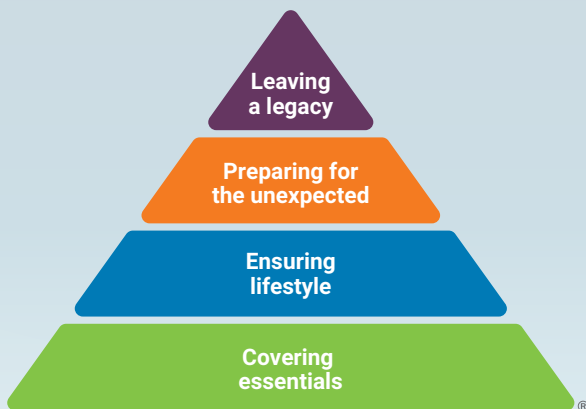 Leaving
a legacy
Preparing for
the unexpected
Ensuring
lifestyle
Covering
essentials
®